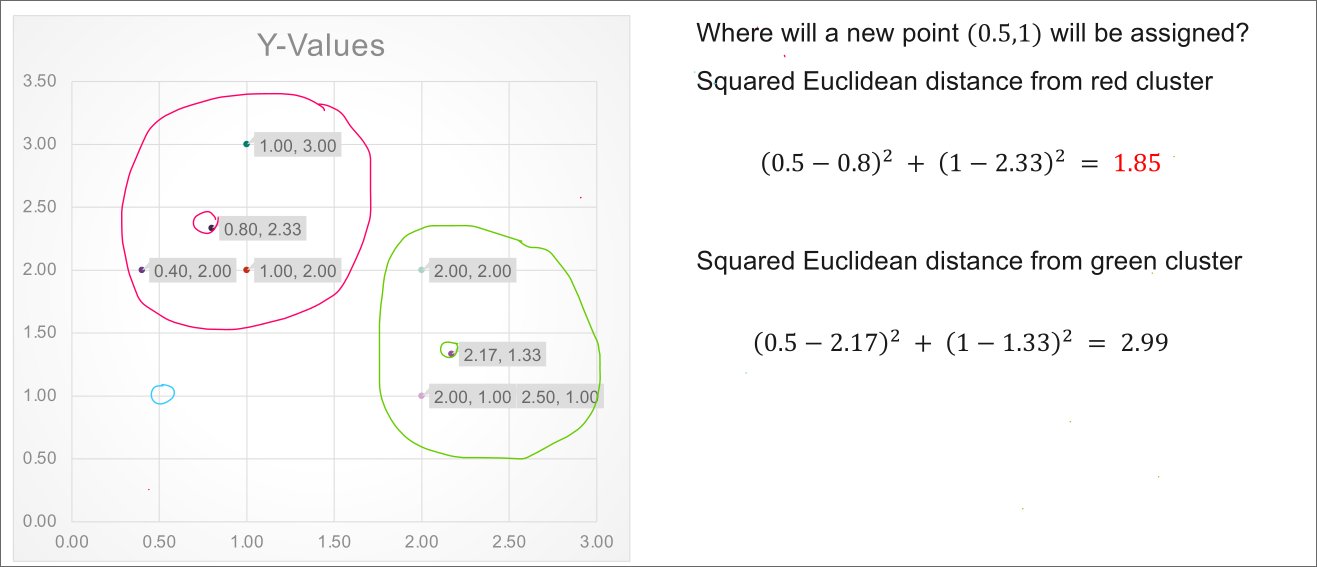 Y-Values
3.50
3.00
2.50
2.00
1.50
1.00
0.50
0.00
0.00 0.50 1.00 1.50 2.00 2.50 3.00
1.00, 3.00
0.80, 2.33
0.40, 2.00 1.00, 2.00 2.00, 2.00
2.17, 1.33
2.00, 1.00 2.50, 1.00
Where will a new point (0.5,1) will be assigned?
Squared Euclidean distance from red cluster
(0.5 − 0.8)² + (1 − 2.33)² = 1.85
Squared Euclidean distance from green cluster
(0.5 − 2.17)² + (1 − 1.33)² = 2.99